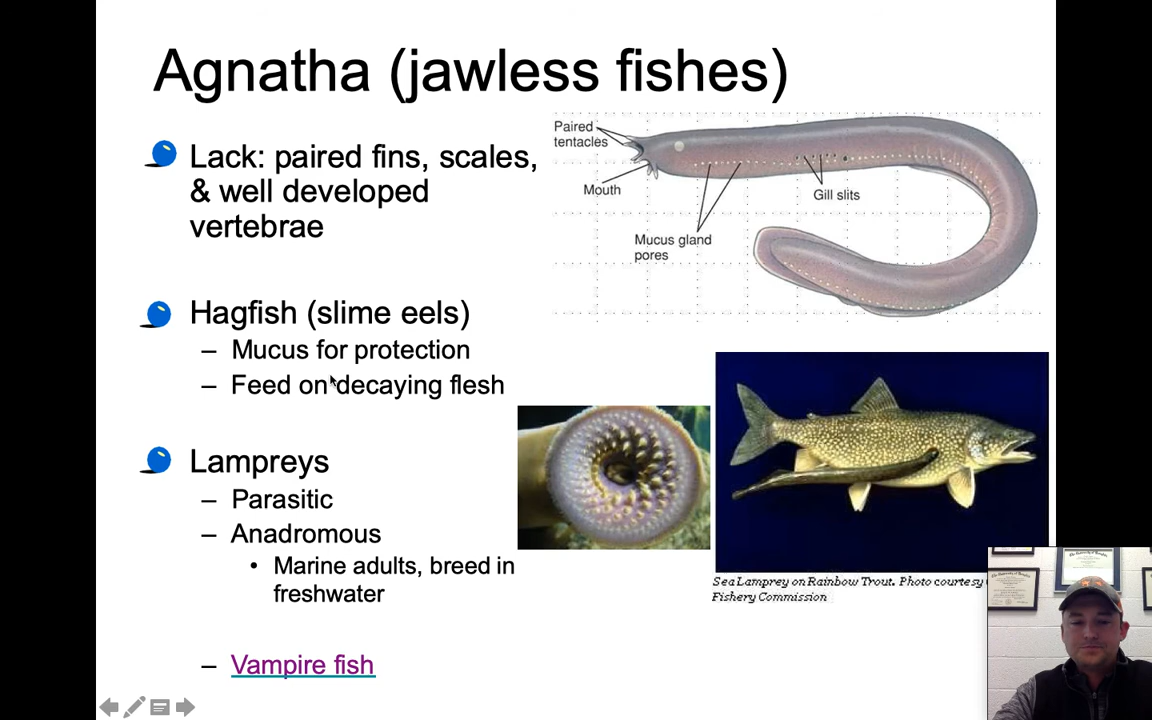 Agnatha (jawless fishes)
Lack: paired fins, scales,
& well developed
vertebrae
Paired
tentacles
Mouth
Gill slits
Mucus gland
pores
Hagfish (slime eels)
– Mucus for protection
– Feed on decaying flesh
Lampreys
– Parasitic
– Anadromous
• Marine adults, breed in
freshwater
– Vampire fish
Sea Lamprey on Rainbow Trout. Photo courtesy
Fishery Commission